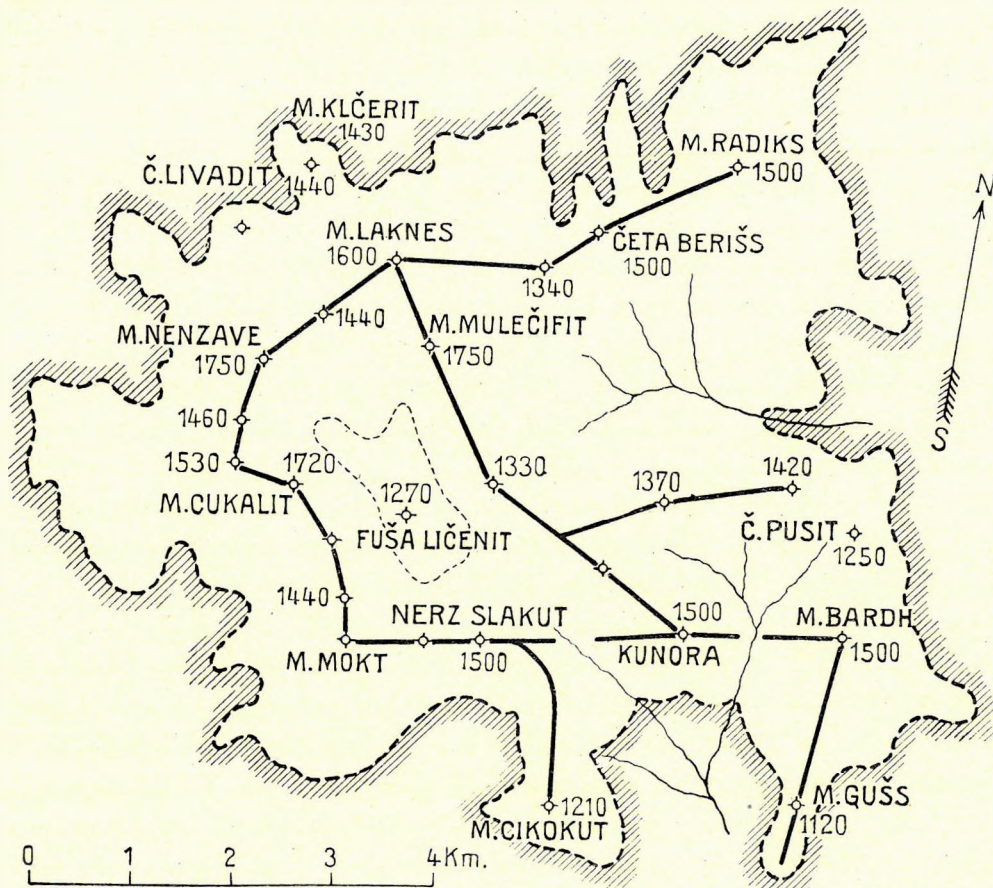 M.KLČERIT
1430
M.RADIKS
1500
Č.LIVADIT
1440
N
M.LAKNES
1600
ČETA BERIŠS
1500
1340
1440
M.MULEČIFIT
1750
M.NENZAVE
1750
1460
S
1530
1720
1330
1370
1420
M.CUKALIT
1270
FUŠA LIČENIT
Č.PUSIT
1250
1440
NERZ SLAKUT
1500
M.BARDH
1500
M.MOKT
1500
KUNORA
1210
M.CIKOKUT
M.GUŠS
1120
0 1 2 3 4Km.